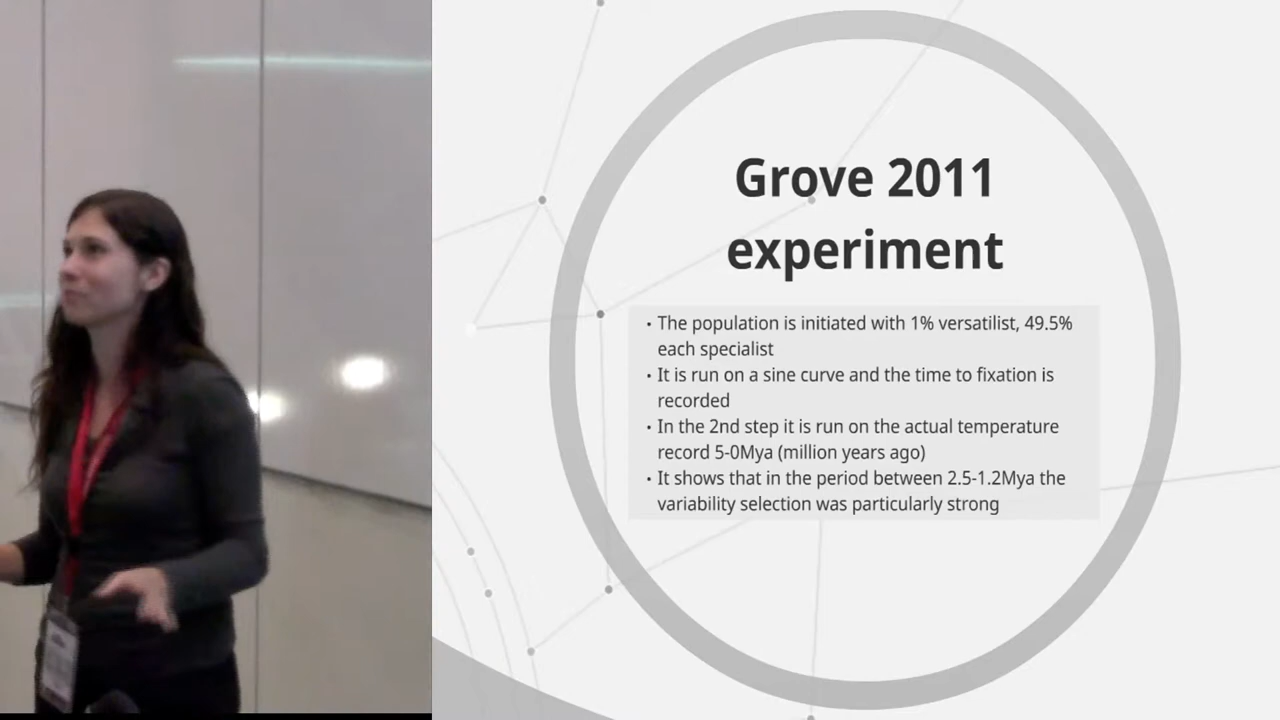 Grove 2011
experiment
• The population is initiated with 1% versatilist, 49.5%
each specialist
• It is run on a sine curve and the time to fixation is
recorded
• In the 2nd step it is run on the actual temperature
record 5-0Mya (million years ago)
• It shows that in the period between 2.5-1.2Mya the
variability selection was particularly strong